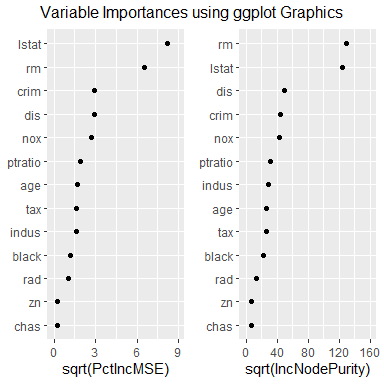 Variable Importances using ggplot Graphics
lstat
rm
crim
dis
nox
ptratio
age
tax
indus
black
rad
zn
chas
0 3 6 9
sqrt(PctIncMSE)
rm
lstat
dis
crim
nox
ptratio
indus
age
tax
black
rad
zn
chas
0 40 80 120 160
sqrt(IncNodePurity)